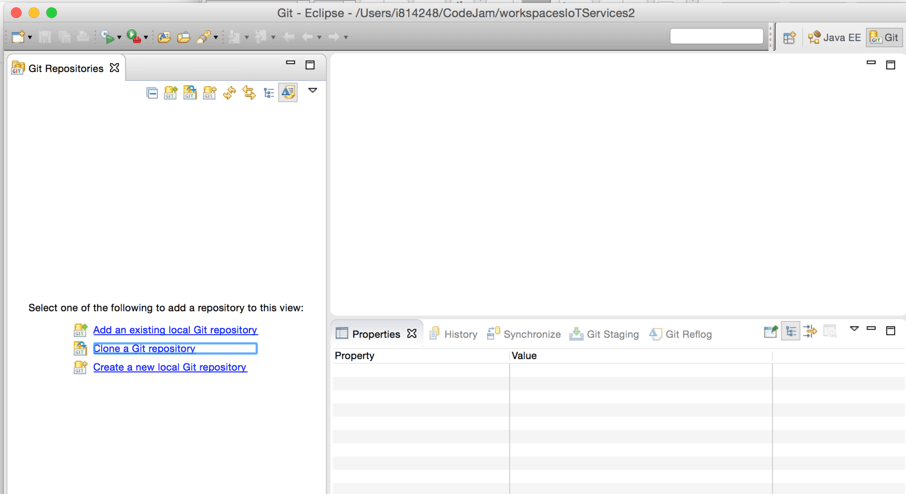 Git - Eclipse - /Users/i814248/CodeJam/workspacesIoTServices2
Java EE
Git
Git Repositories
Select one of the following to add a repository to this view:
Add an existing local Git repository
Clone a Git repository
Create a new local Git repository
Properties
History
Synchronize
Git Staging
Git Reflog
Property
Value